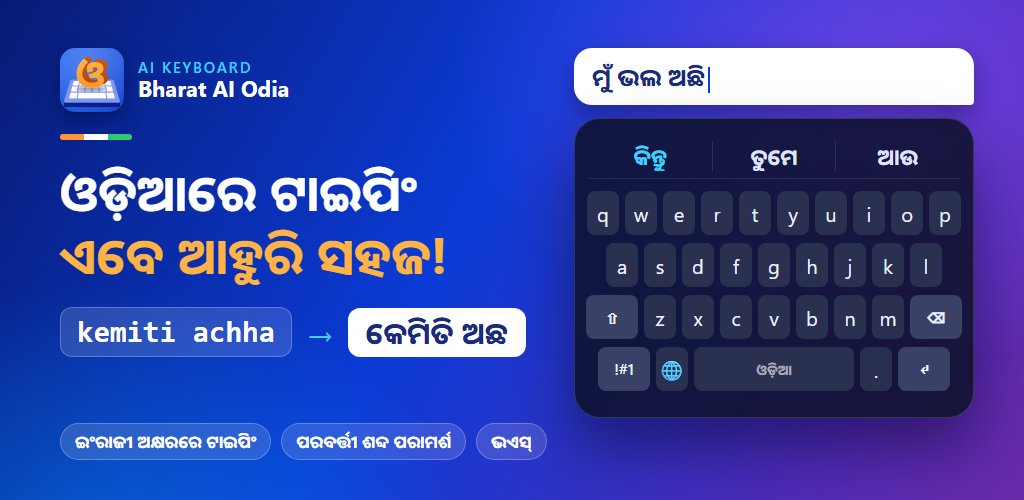 AI KEYBOARD
Bharat AI Odia
ଓଡ଼ିଆରେ ଟାଇପିଂ
ଏବେ ଆହୁରି ସହଜ!
kemiti achha → କେମିତି ଅଛ
ଇଂରାଜୀ ଅକ୍ଷରରେ ଟାଇପିଂ ପରବର୍ତ୍ତୀ ଶବ୍ଦ ପରାମର୍ଶ ଭଏସ୍
ମୁଁ ଭଲ ଅଛି
କିନ୍ତୁ ତୁମେ ଆଉ
q w e r t y u i o p
a s d f g h j k l
⇧ z x c v b n m ⌫
!#1 🌐 ଓଡ଼ିଆ . ↵